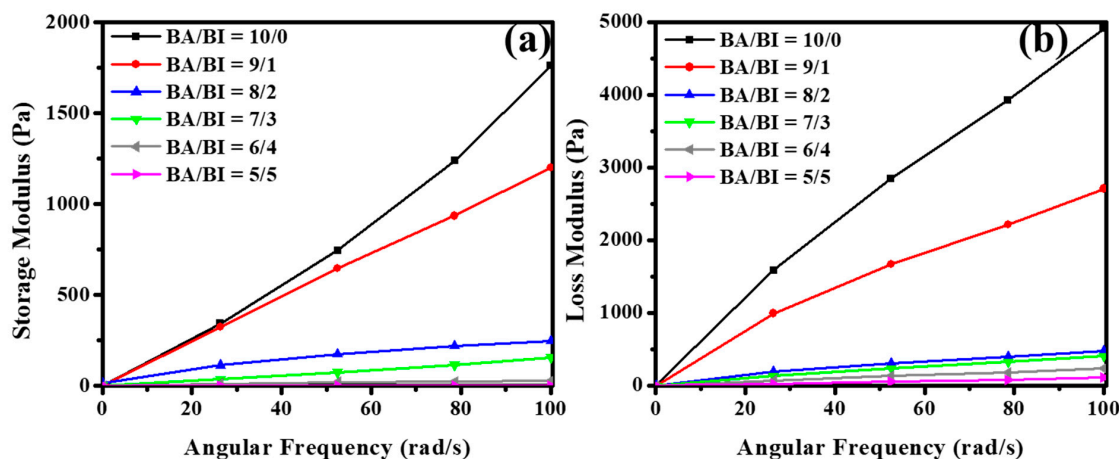 (a)
BA/BI = 10/0
BA/BI = 9/1
BA/BI = 8/2
BA/BI = 7/3
BA/BI = 6/4
BA/BI = 5/5
Storage Modulus (Pa)
2000
1500
1000
500
0
0 20 40 60 80 100
Angular Frequency (rad/s)
(b)
BA/BI = 10/0
BA/BI = 9/1
BA/BI = 8/2
BA/BI = 7/3
BA/BI = 6/4
BA/BI = 5/5
Loss Modulus (Pa)
5000
4000
3000
2000
1000
0
0 20 40 60 80 100
Angular Frequency (rad/s)